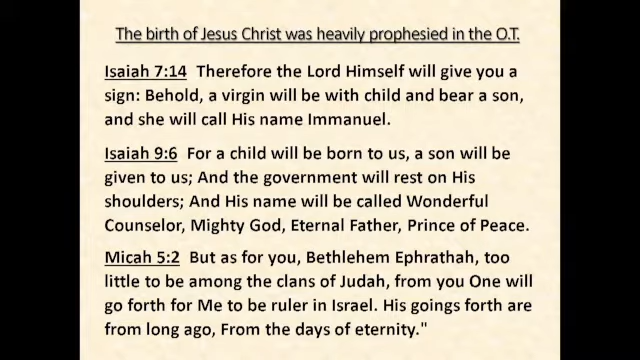 The birth of Jesus Christ was heavily prophesied in the O.T.
Isaiah 7:14 Therefore the Lord Himself will give you a
sign: Behold, a virgin will be with child and bear a son,
and she will call His name Immanuel.
Isaiah 9:6 For a child will be born to us, a son will be
given to us; And the government will rest on His
shoulders; And His name will be called Wonderful
Counselor, Mighty God, Eternal Father, Prince of Peace.
Micah 5:2 But as for you, Bethlehem Ephrathah, too
little to be among the clans of Judah, from you One will
go forth for Me to be ruler in Israel. His goings forth are
from long ago, From the days of eternity."